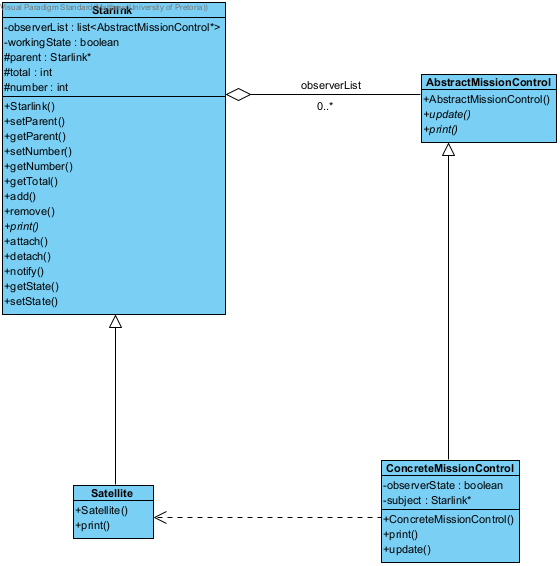 Visual Paradigm Standard University of Pretoria))
Starlink
-observerList : list<AbstractMissionControl*>
-workingState : boolean
#parent : Starlink*
#total : int
#number : int
+Starlink()
+setParent()
+getParent()
+setNumber()
+getNumber()
+getTotal()
+add()
+remove()
+print()
+attach()
+detach()
+notify()
+getState()
+setState()
observerList
0..*
AbstractMissionControl
+AbstractMissionControl()
+update()
+print()
Satellite
+Satellite()
+print()
ConcreteMissionControl
-observerState : boolean
-subject : Starlink*
+ConcreteMissionControl()
+print()
+update()